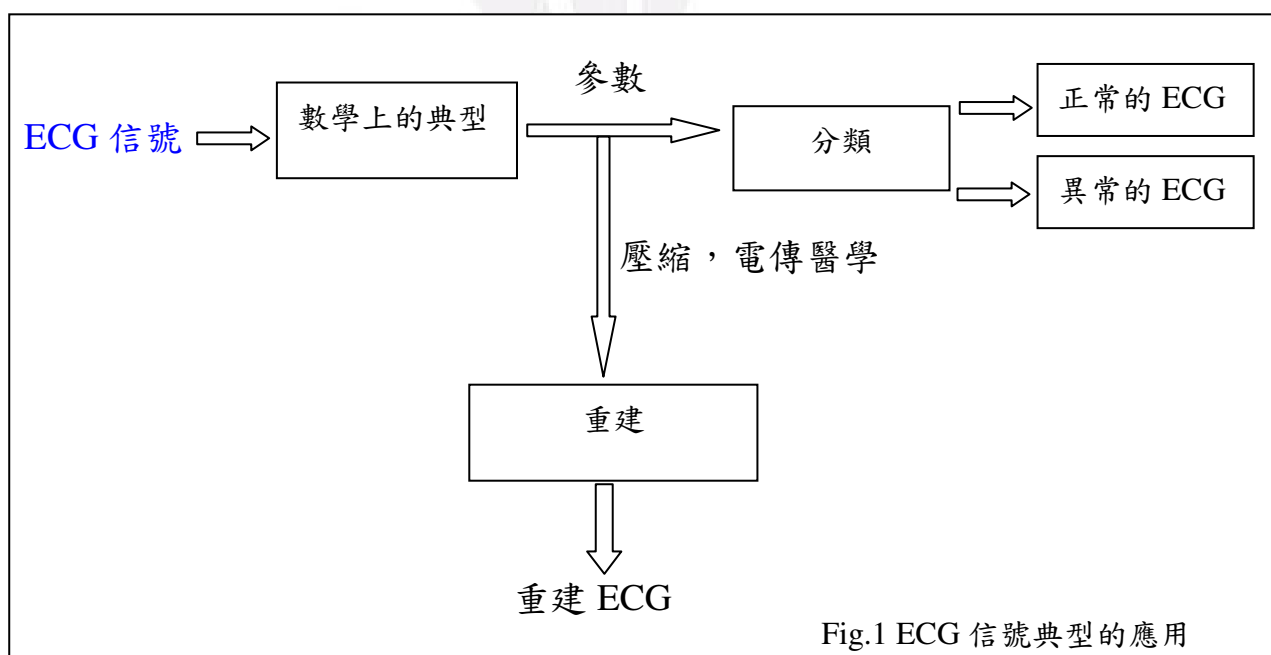 ECG 信號
數學上的典型
參數
分類
正常的 ECG
異常的 ECG
壓縮，電傳醫學
重建
重建 ECG
Fig.1 ECG 信號典型的應用